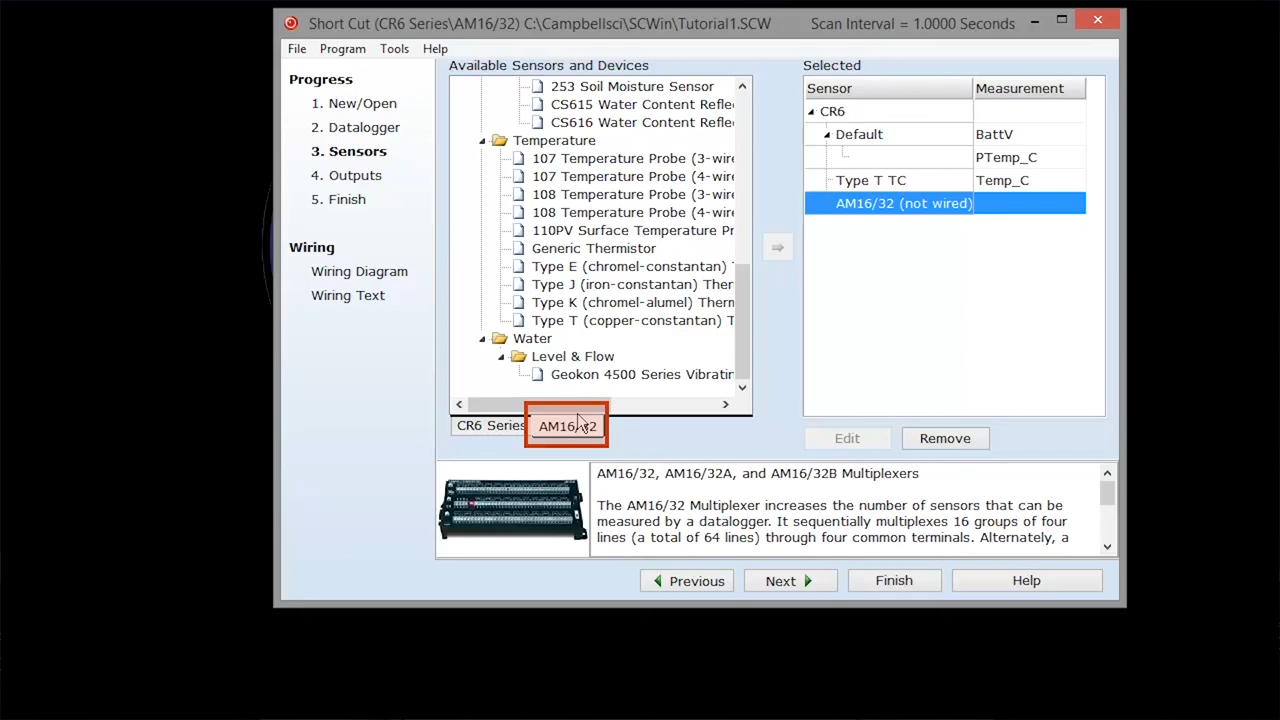 Short Cut (CR6 Series\AM16/32) C:\Campbellsci\SCWin\Tutorial1.SCW Scan Interval = 1.0000 Seconds
File Program Tools Help
Progress
1. New/Open
2. Datalogger
3. Sensors
4. Outputs
5. Finish
Wiring
Wiring Diagram
Wiring Text
Available Sensors and Devices
253 Soil Moisture Sensor
CS615 Water Content Refle
CS616 Water Content Refle
Temperature
107 Temperature Probe (3-wire
107 Temperature Probe (4-wire
108 Temperature Probe (3-wire
108 Temperature Probe (4-wire
110PV Surface Temperature Pr
Generic Thermistor
Type E (chromel-constantan) T
Type J (iron-constantan) Ther
Type K (chromel-alumel) Therm
Type T (copper-constantan) T
Water
Level & Flow
Geokon 4500 Series Vibratin
CR6 Series AM16/32
Selected
Sensor Measurement
CR6
Default BattV
PTemp_C
Type T TC Temp_C
AM16/32 (not wired)
Edit Remove
AM16/32, AM16/32A, and AM16/32B Multiplexers
The AM16/32 Multiplexer increases the number of sensors that can be
measured by a datalogger. It sequentially multiplexes 16 groups of four
lines (a total of 64 lines) through four common terminals. Alternately, a
Previous Next Finish Help